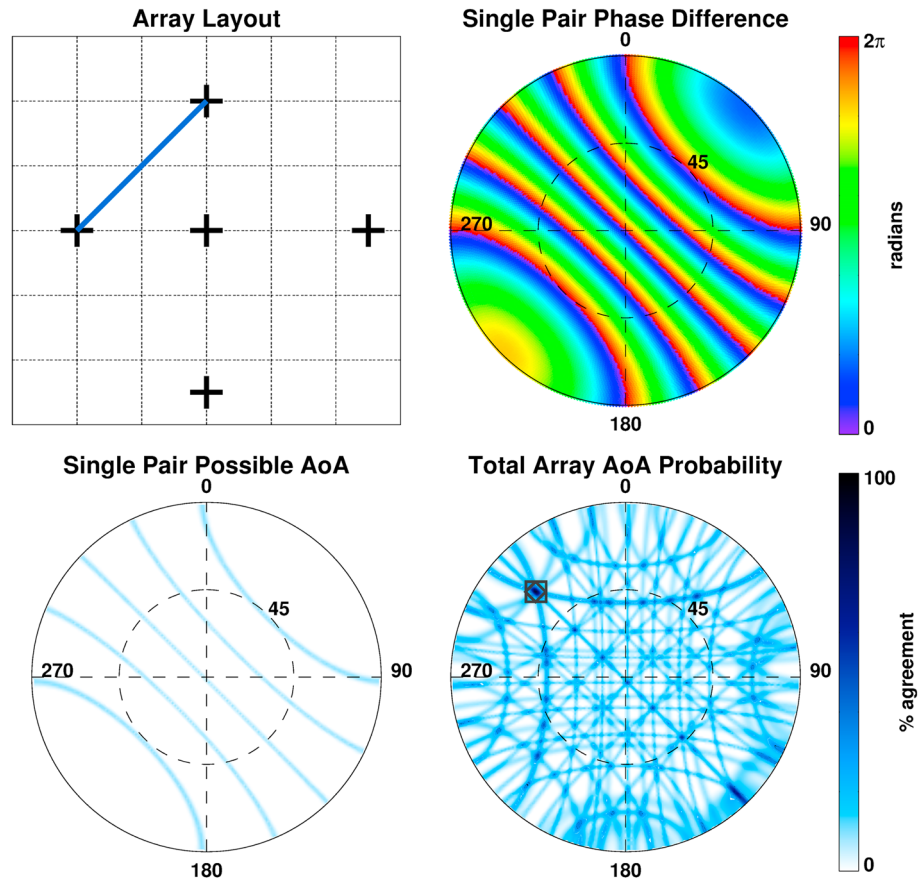 Array Layout
Single Pair Phase Difference
0
45
270
90
180
2π
radians
0
Single Pair Possible AoA
0
45
270
90
180
Total Array AoA Probability
0
45
270
90
180
100
% agreement
0